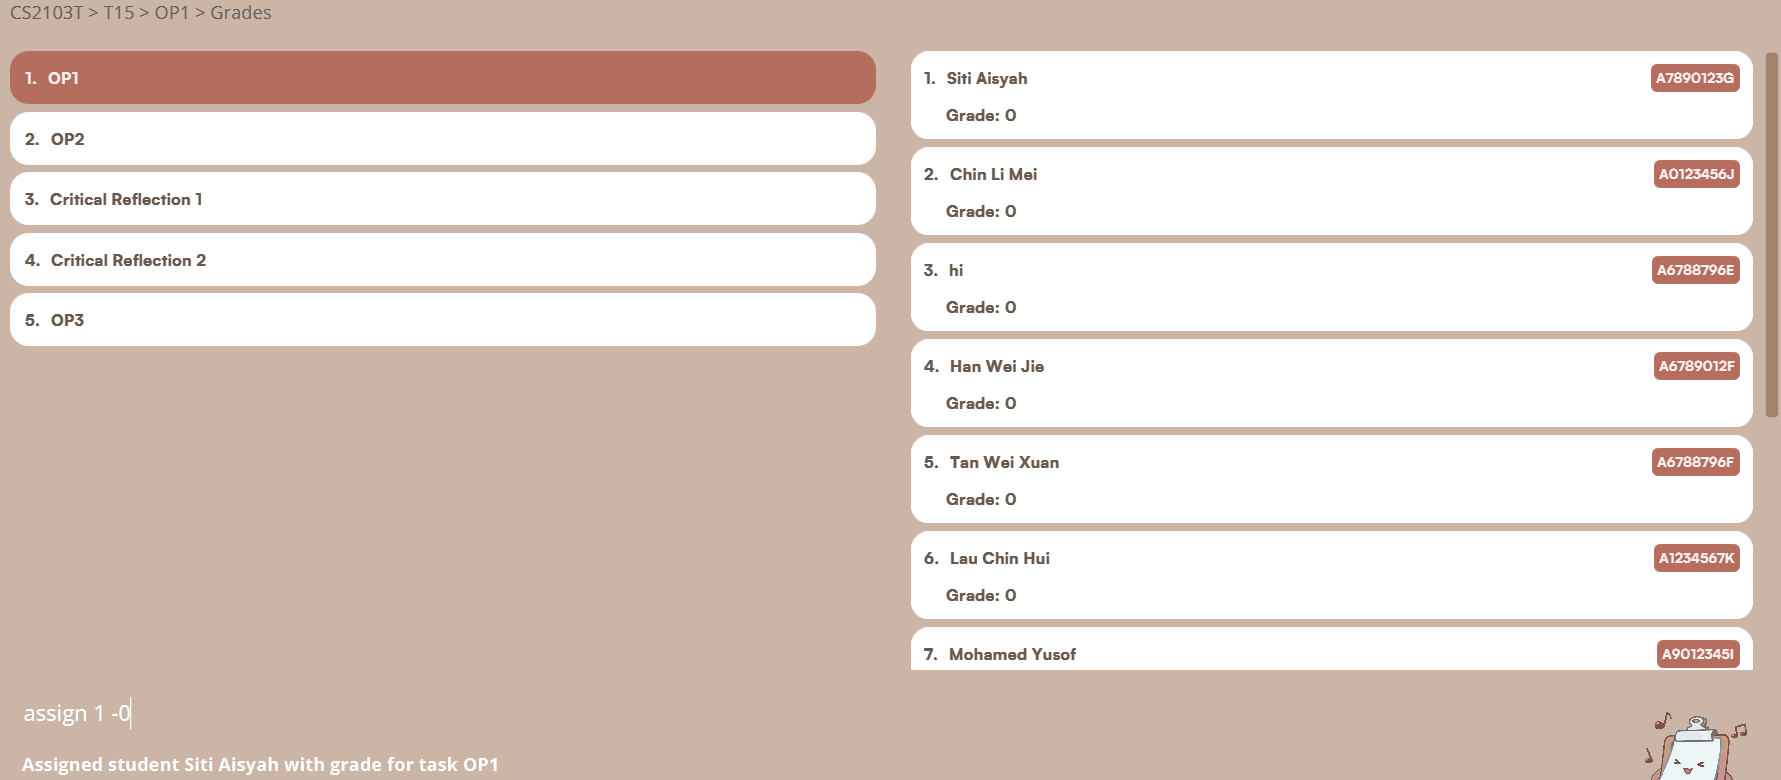 CS2103T > T15 > OP1 > Grades
1. OP1
2. OP2
3. Critical Reflection 1
4. Critical Reflection 2
5. OP3
1. Siti Aisyah A7890123G
Grade: 0
2. Chin Li Mei A0123456J
Grade: 0
3. hi A6788796E
Grade: 0
4. Han Wei Jie A6789012F
Grade: 0
5. Tan Wei Xuan A6788796F
Grade: 0
6. Lau Chin Hui A1234567K
Grade: 0
7. Mohamed Yusof A9012345I
assign 1 -0
Assigned student Siti Aisyah with grade for task OP1